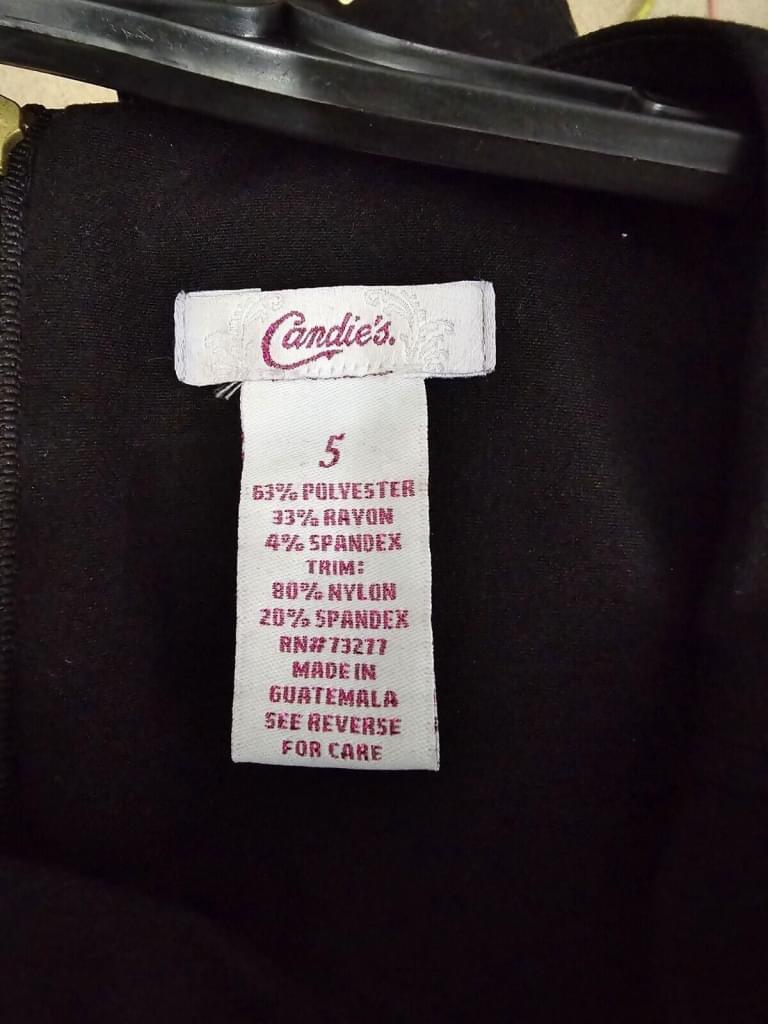 Candie's.
5
63% POLYESTER
33% RAYON
4% SPANDEX
TRIM:
80% NYLON
20% SPANDEX
RN# 73277
MADE IN
GUATEMALA
SEE REVERSE
FOR CARE